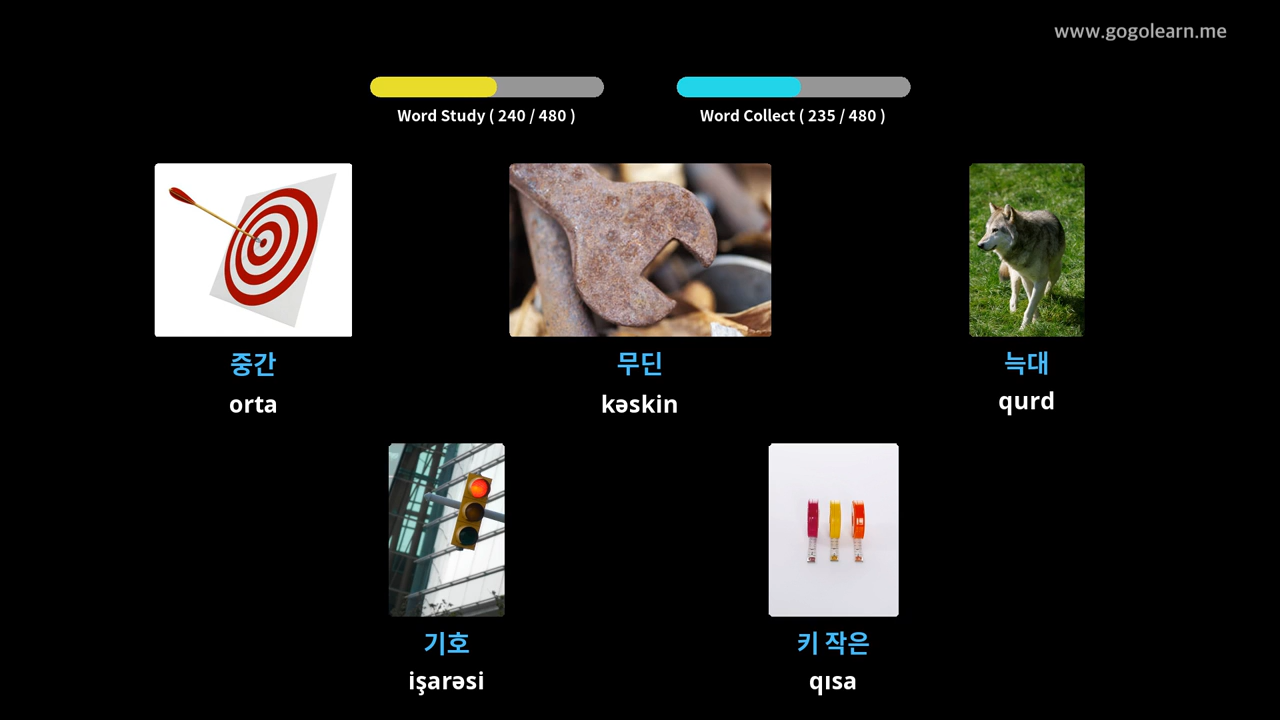 www.gogolearn.me
Word Study ( 240 / 480 )
Word Collect ( 235 / 480 )
중간
무딘
늑대
orta
kəskin
qurd
기호
키 작은
işarəsi
qısa